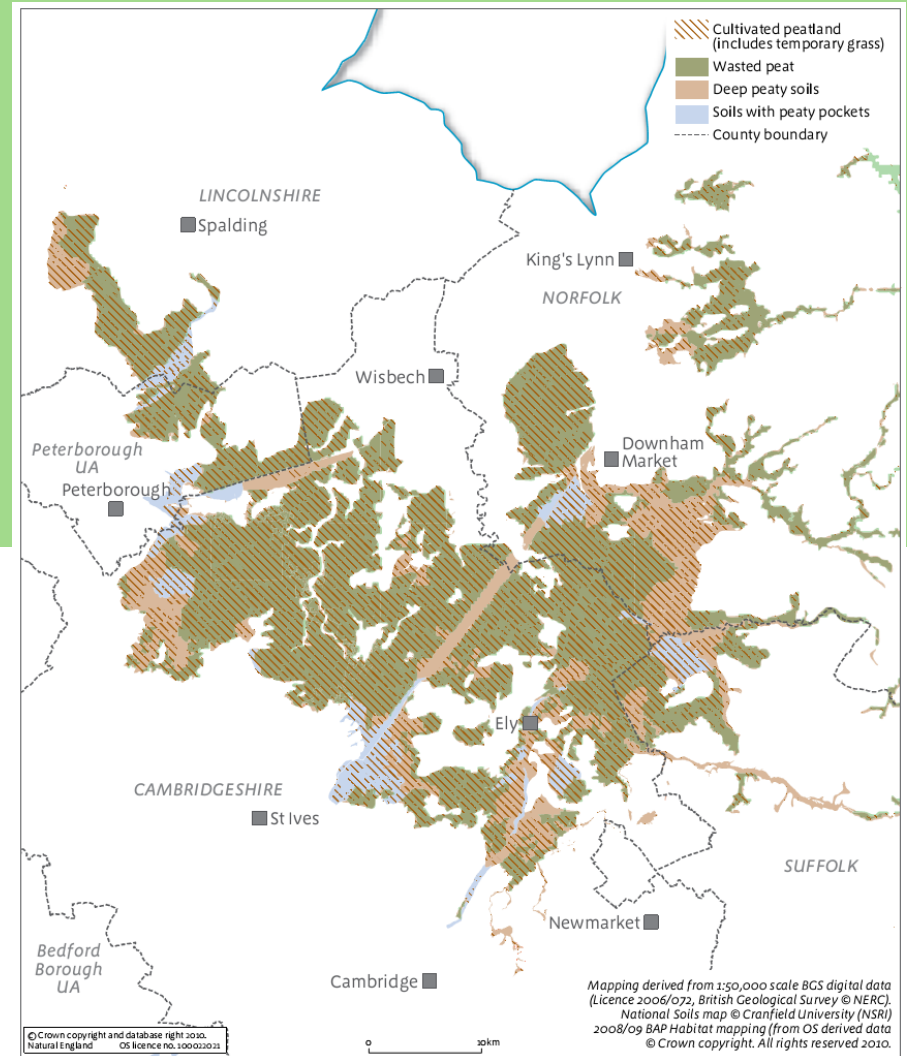 Cultivated peatland
(includes temporary grass)
Wasted peat
Deep peaty soils
Soils with peaty pockets
County boundary
LINCOLNSHIRE
Spalding
King's Lynn
NORFOLK
Wisbech
Downham
Market
Peterborough
UA
Peterborough
Ely
CAMBRIDGESHIRE
St Ives
SUFFOLK
Newmarket
Bedford
Borough
UA
Cambridge
Mapping derived from 1:50,000 scale BGS digital data
(Licence 2006/072, British Geological Survey © NERC).
National Soils map © Cranfield University (NSRI)
2008/09 BAP Habitat mapping (from OS derived data
© Crown copyright. All rights reserved 2010.
© Crown copyright and database right 2010.
Natural England OS licence no. 100022021
0 10km